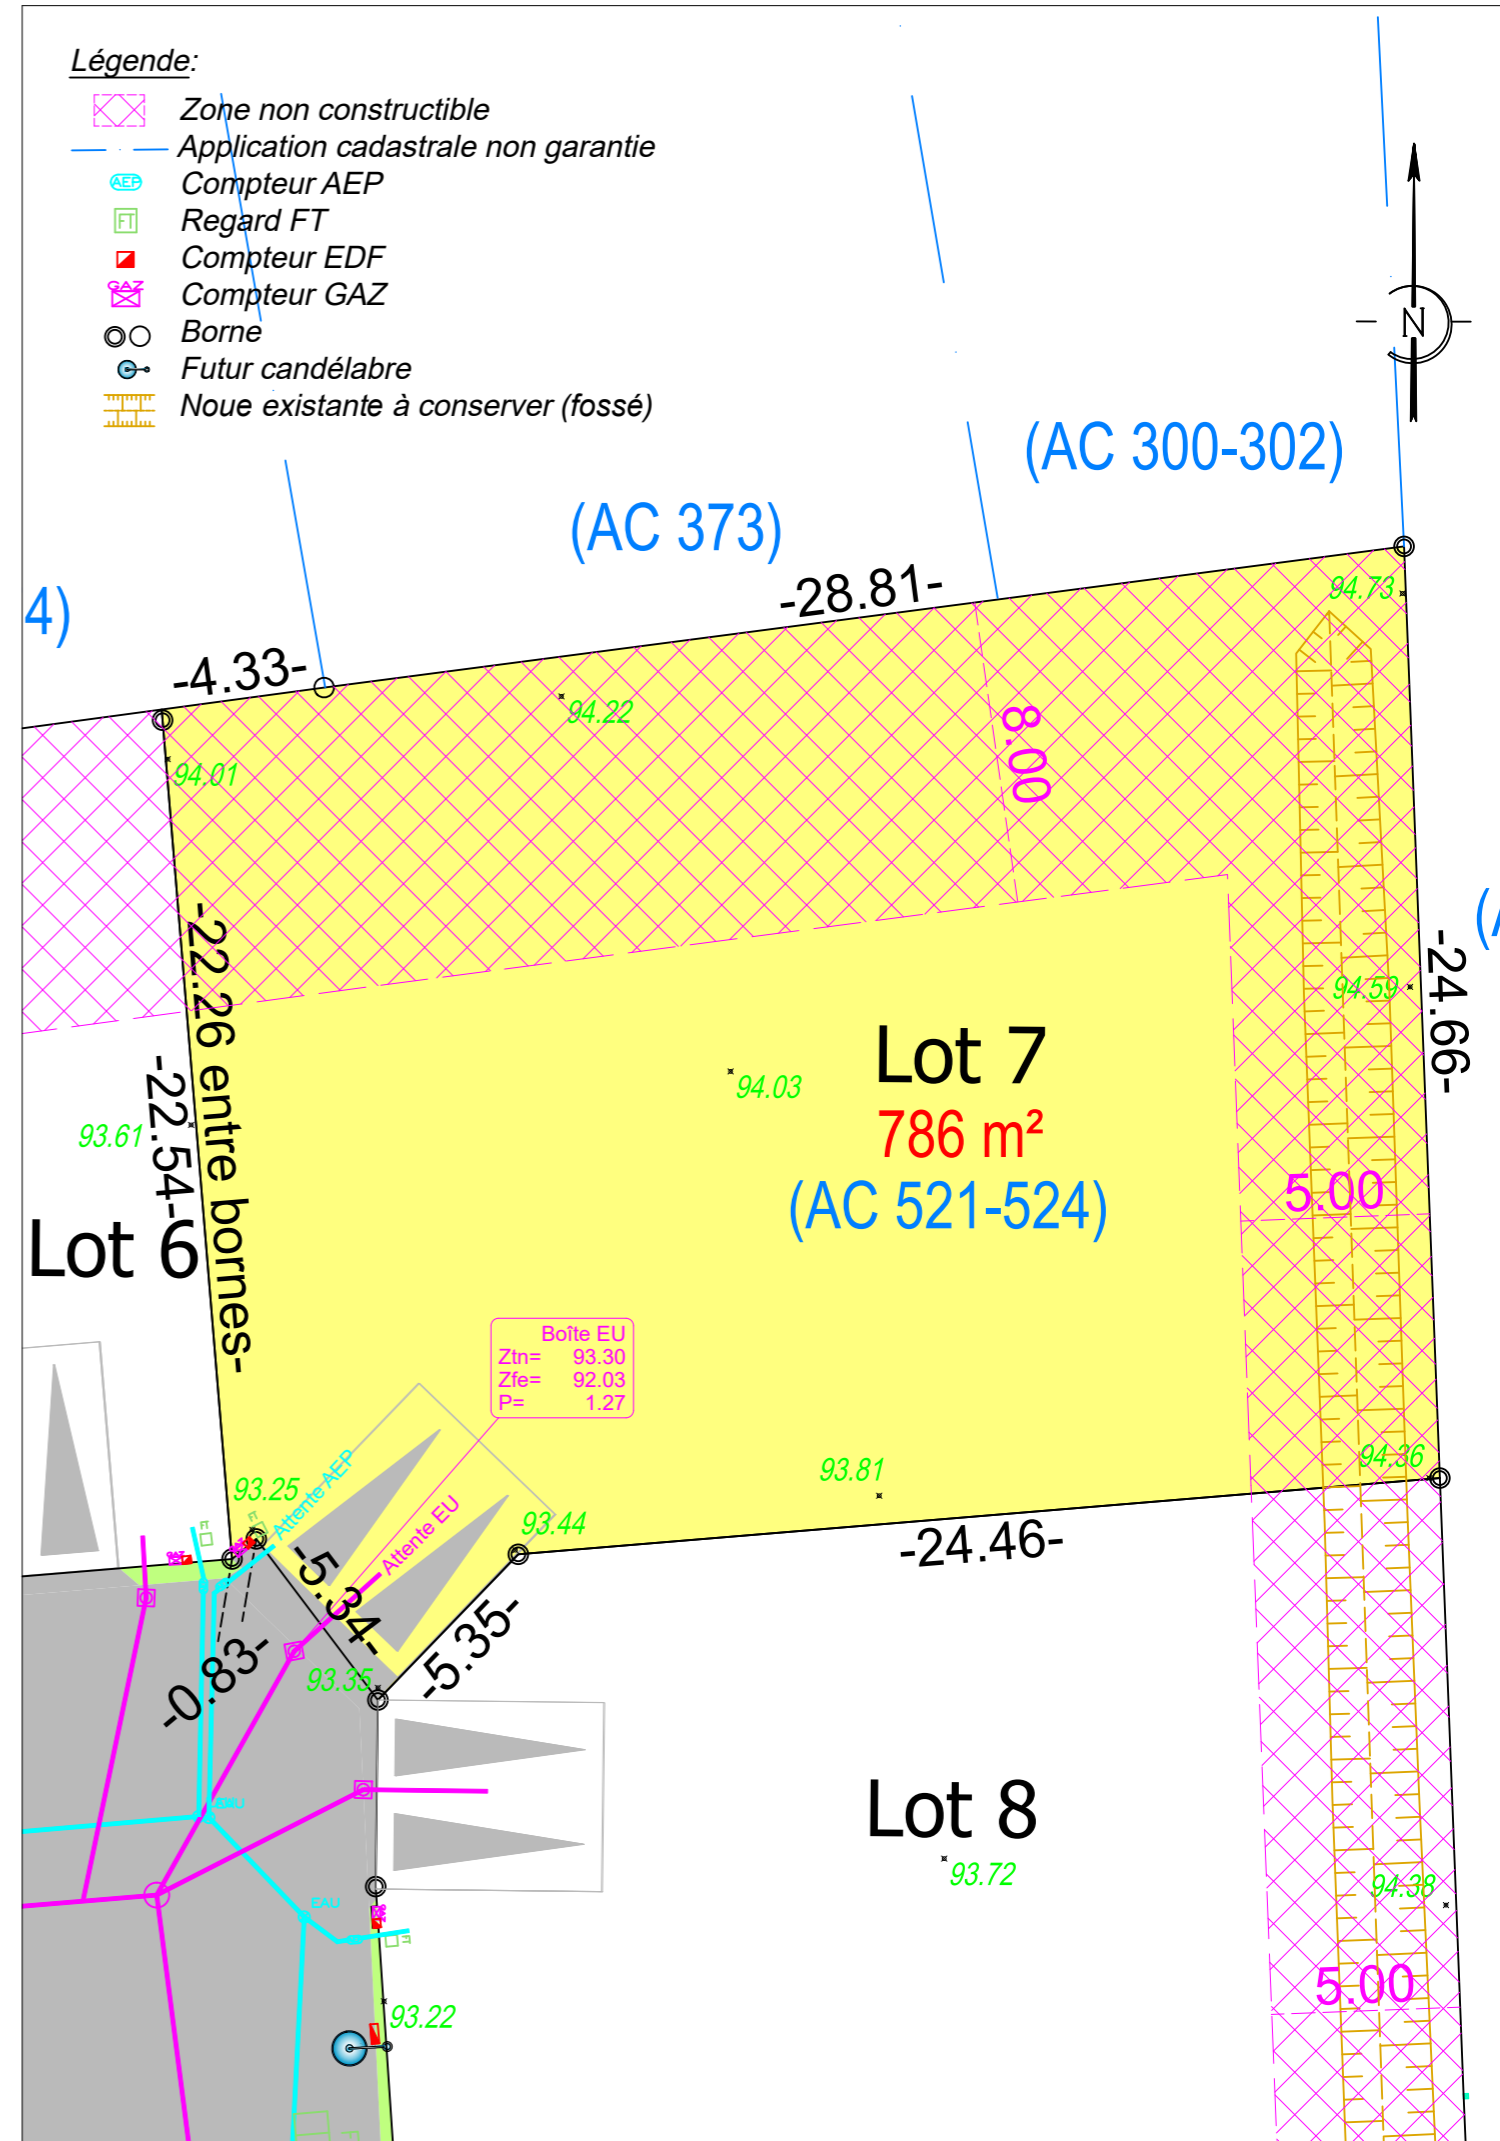 Légende:
Zone non constructible
Application cadastrale non garantie
AEP
Compteur AEP
FT
Regard FT
Compteur EDF
GAZ
Compteur GAZ
Borne
Futur candélabre
Noue existante à conserver (fossé)
N
(AC 300-302)
(AC 373)
-28.81-
94.73
4)
-4.33-
94.22
94.01
8.00
-22.26 entre bornes-
-22.54-
93.61
Lot 6
94.03
Lot 7
786 m²
(AC 521-524)
94.59
-24.66-
5.00
Boîte EU
Ztn= 93.30
Zfe= 92.03
P= 1.27
93.25
Attente AEP
Attente EU
93.44
93.81
94.36
-24.46-
-5.34-
-5.35-
-0.83-
93.35
Lot 8
93.72
94.38
5.00
EAU
FT
93.22